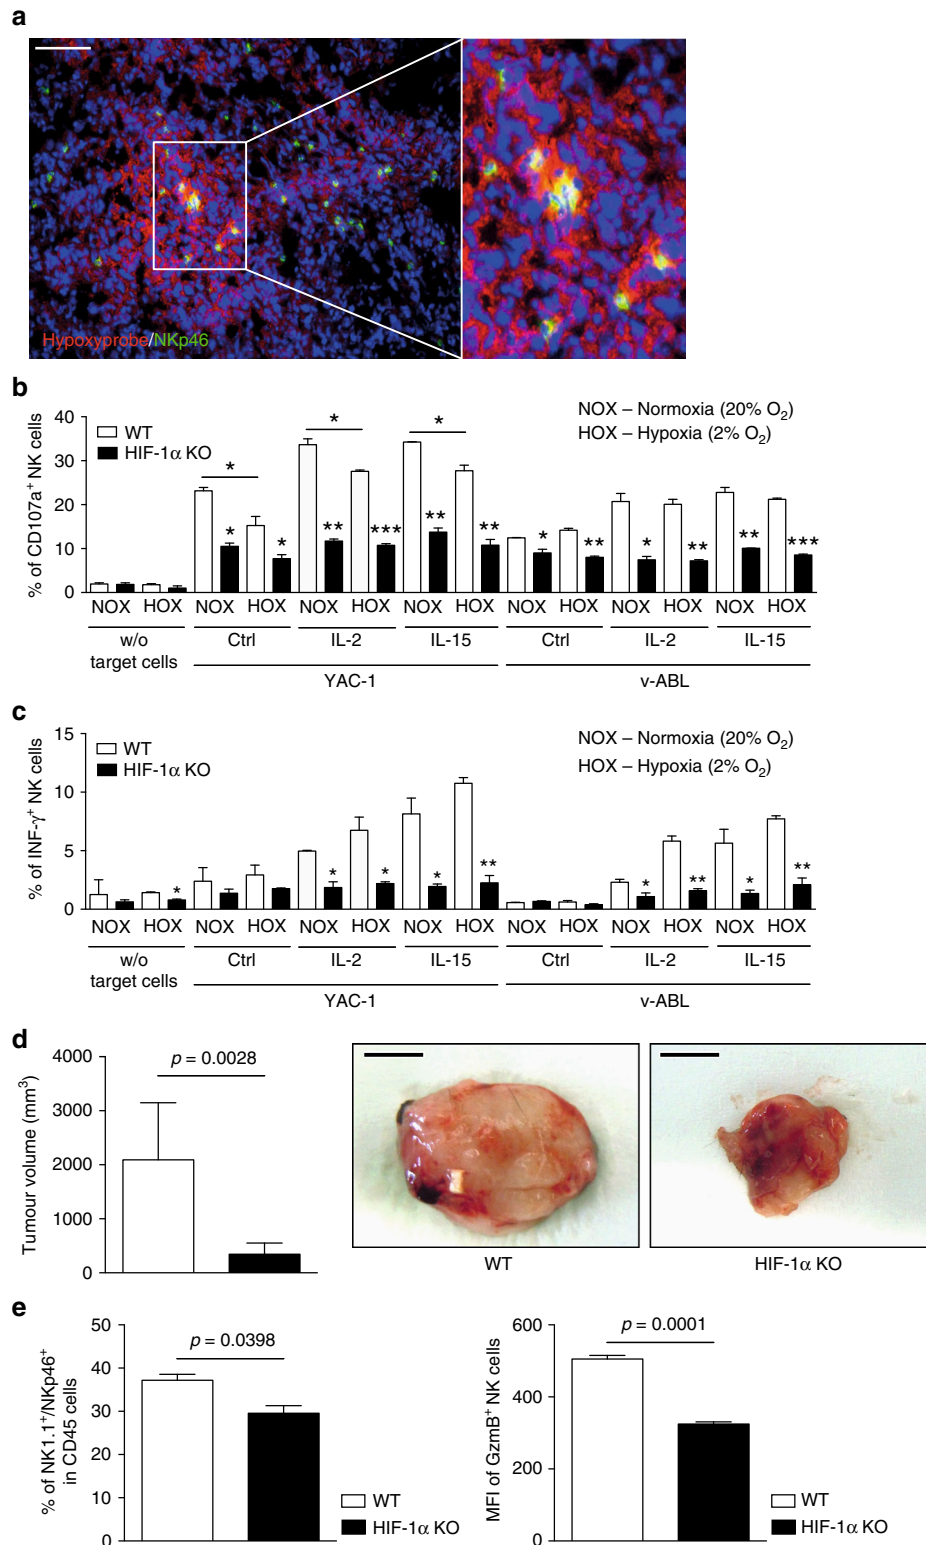 a
Hypoxyprobe/NKp46
b
% of CD107a⁺ NK cells
40
30
20
10
0
WT
HIF-1α KO
NOX – Normoxia (20% O₂)
HOX – Hypoxia (2% O₂)
* * *
* * ** *** ** ** * ** * ** ** ***
NOX HOX NOX HOX NOX HOX NOX HOX NOX HOX NOX HOX NOX HOX
w/o target cells Ctrl IL-2 IL-15 Ctrl IL-2 IL-15
YAC-1 v-ABL
c
% of INF-γ⁺ NK cells
15
10
5
0
WT
HIF-1α KO
NOX – Normoxia (20% O₂)
HOX – Hypoxia (2% O₂)
* * * * ** * ** * **
NOX HOX NOX HOX NOX HOX NOX HOX NOX HOX NOX HOX NOX HOX
w/o target cells Ctrl IL-2 IL-15 Ctrl IL-2 IL-15
YAC-1 v-ABL
d
Tumour volume (mm³)
4000
3000
2000
1000
0
p = 0.0028
WT
HIF-1α KO
e
% of NK1.1⁺/NKp46⁺
in CD45 cells
50
40
30
20
10
0
p = 0.0398
WT
HIF-1α KO
MFI of GzmB⁺ NK cells
600
400
200
0
p = 0.0001
WT
HIF-1α KO